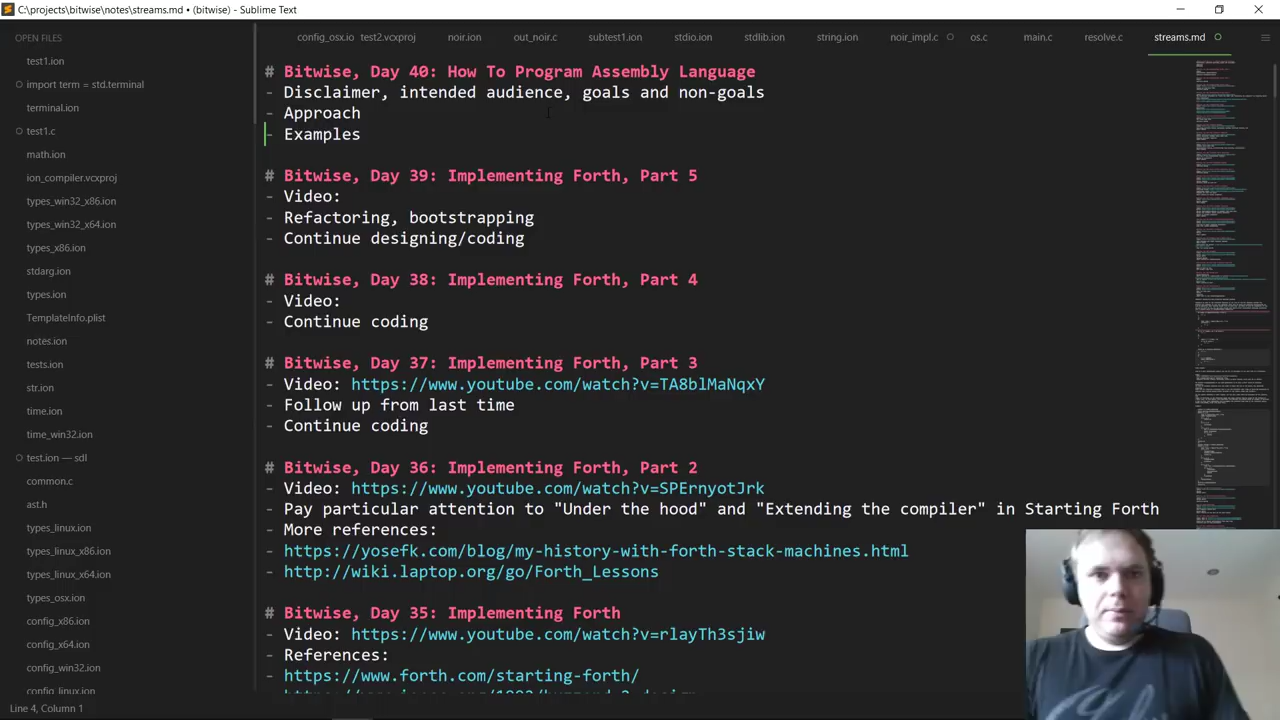 C:\projects\bitwise\notes\streams.md • (bitwise) - Sublime Text
OPEN FILES
test1.ion
import term = std.terminal
terminal.ion
test1.c
math.ion
ion_compiler.vcxproj
types_win32_x86.ion
types_win32_x64.ion
types_x86.ion
stdarg.ion
types.ion
TemplateInfo.plist
notes.ion
tests.ion
str.ion
time.ion
time_win32.ion
test.ion — sdl
common.c
ast.h
types_linux.ion
types_linux_x86.ion
types_linux_x64.ion
types_osx.ion
config_x86.ion
config_x64.ion
config_win32.ion
config_linux.ion
config_osx.ion test2.vcxproj noir.ion out_noir.c subtest1.ion stdio.ion stdlib.ion string.ion noir_impl.c os.c main.c resolve.c streams.md
# Bitwise, Day 40: How To Program Assembly Language
- Disclaimer, intended audience, goals and non-goals
- Approach
- Examples
# Bitwise, Day 39: Implementing Forth, Part 5
- Video:
- Refactoring, bootstrapping
- Continue desining/coding
# Bitwise, Day 38: Implementing Forth, Part 4
- Video:
- Continue coding
# Bitwise, Day 37: Implementing Forth, Part 3
- Video: https://www.youtube.com/watch?v=TA8blMaNqxY
- Follow-up from last time
- Continue coding
# Bitwise, Day 36: Implementing Forth, Part 2
- Video: https://www.youtube.com/watch?v=SPErnyotJrk
- Pay particular attention to "Under the hood" and "Extending the compiler" in Starting Forth
- More references:
- https://yosefk.com/blog/my-history-with-forth-stack-machines.html
- http://wiki.laptop.org/go/Forth_Lessons
# Bitwise, Day 35: Implementing Forth
- Video: https://www.youtube.com/watch?v=rlayTh3sjiw
- References:
- https://www.forth.com/starting-forth/
Line 4, Column 1